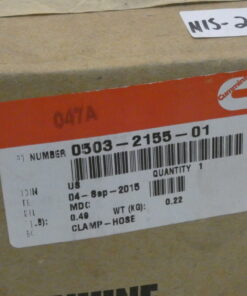 NIS-2
047A
Cummins
NUMBER 0503-2155-01
US QUANTITY 1
04-Sep-2015
MDC WT (KG):
0.49 0.22
CLAMP-HOSE